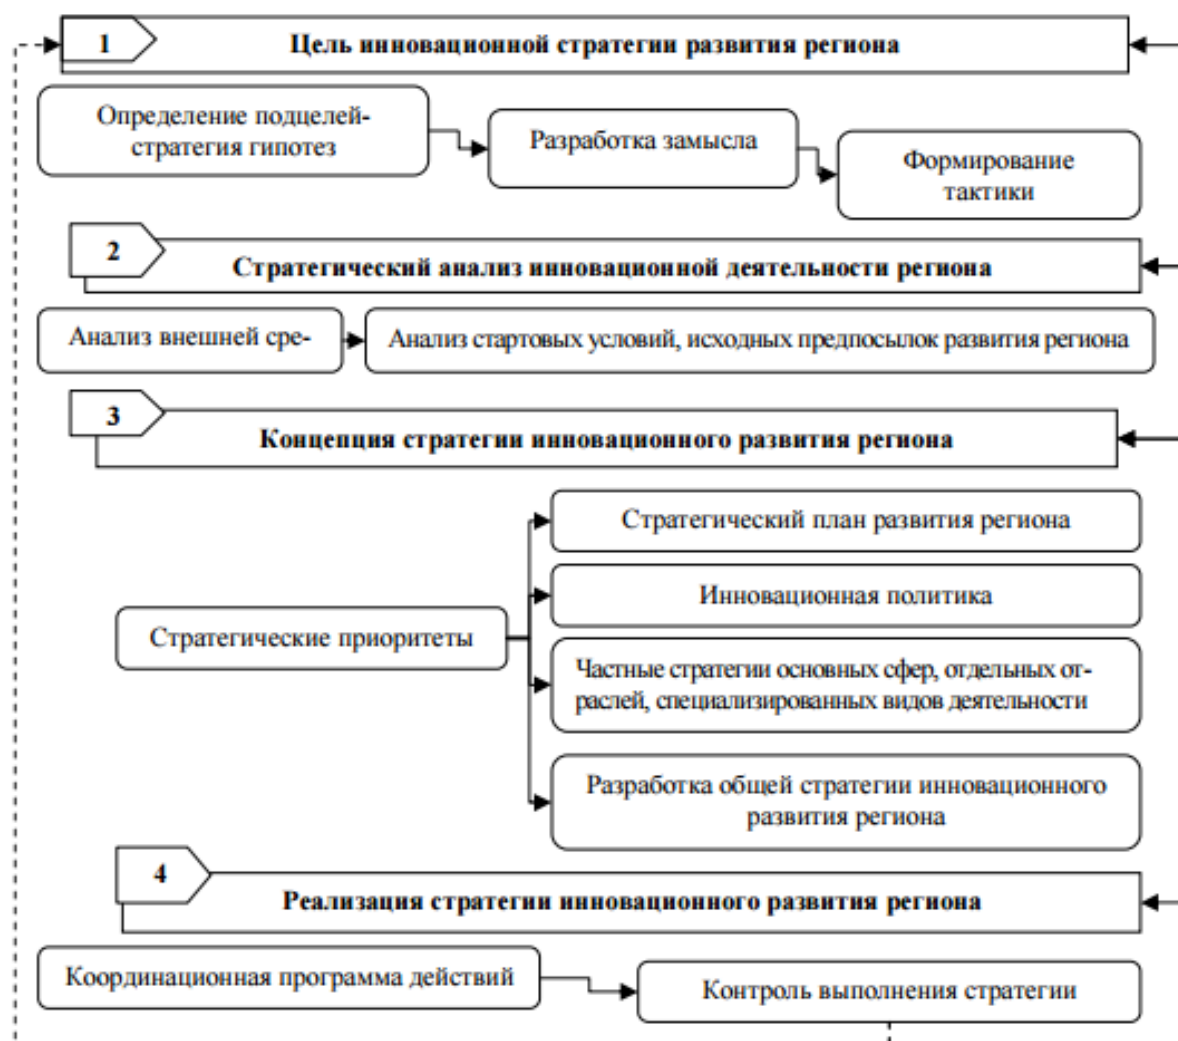 1
Цель инновационной стратегии развития региона
Определение подцелей-
стратегия гипотез
Разработка замысла
Формирование
тактики
2
Стратегический анализ инновационной деятельности региона
Анализ внешней сре-
Анализ стартовых условий, исходных предпосылок развития региона
3
Концепция стратегии инновационного развития региона
Стратегические приоритеты
Стратегический план развития региона
Инновационная политика
Частные стратегии основных сфер, отдельных от-
раслей, специализированных видов деятельности
Разработка общей стратегии инновационного
развития региона
4
Реализация стратегии инновационного развития региона
Координационная программа действий
Контроль выполнения стратегии